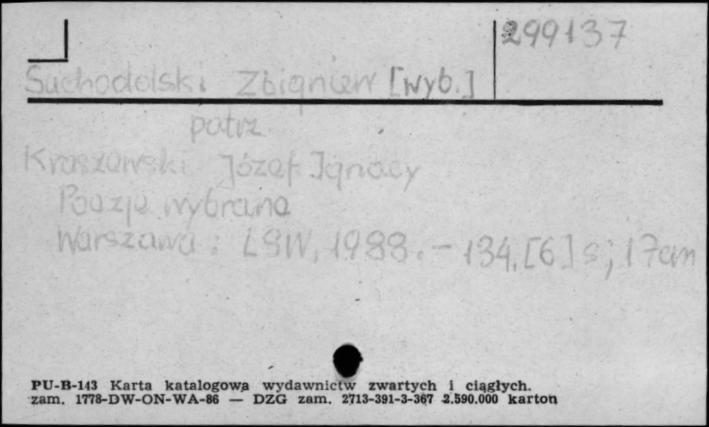 299137
Suchodolski Zbigniew [wyb.]
patrz
Kraszewski Józef Ignacy
Poezje wybrane
Warszawa : LSW, 1988. - 134, [6] s; 17cm
PU-B-143 Karta katalogowa wydawnictw zwartych i ciągłych.
zam. 1778-DW-ON-WA-86 — DZG zam. 2713-391-3-367 2.590.000 karton